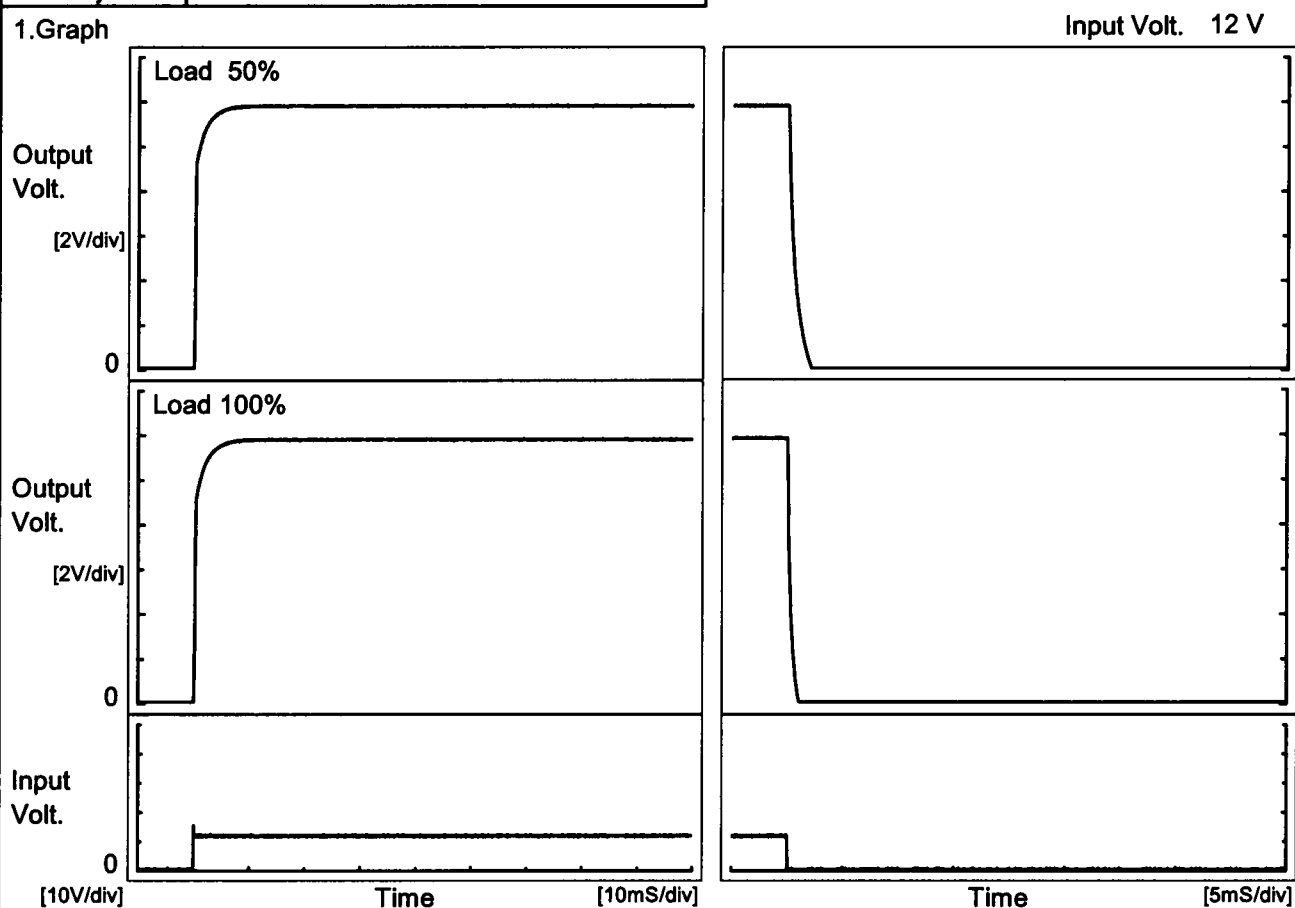 1.Graph
Input Volt. 12 V
Load 50%
Output
Volt.
[2V/div]
0
Load 100%
Output
Volt.
[2V/div]
0
Input
Volt.
0
[10V/div]
Time
[10mS/div]
Time
[5mS/div]